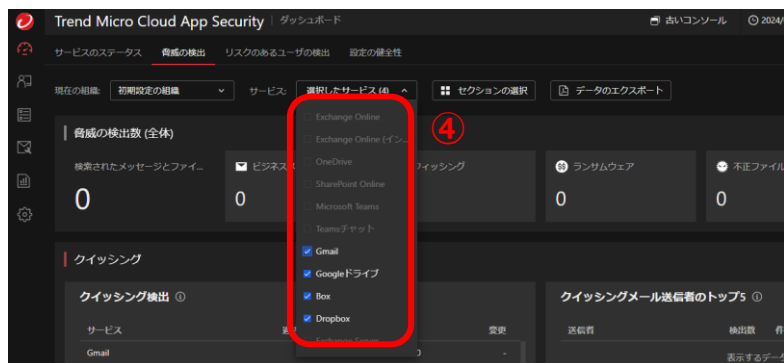 Trend Micro Cloud App Security ダッシュボード 古いコンソール 2024/
サービスのステータス 脅威の検出 リスクのあるユーザの検出 設定の健全性
現在の組織: 初期設定の組織 サービス: 選択したサービス (4) セクションの選択 データのエクスポート
Exchange Online
④
脅威の検出数 (全体)
Exchange Online (イン...
検索されたメッセージとファイ... ビジネス OneDrive フィッシング ランサムウェア 不正ファイル
SharePoint Online
0 0 0 0
Microsoft Teams
Teamsチャット
Gmail
クイッシング
Googleドライブ
クイッシング検出 Box クイッシングメール送信者のトップ5
Dropbox
サービス 変更 送信者 検出数 件
Exchange Server
Gmail 0 -
表示するデー